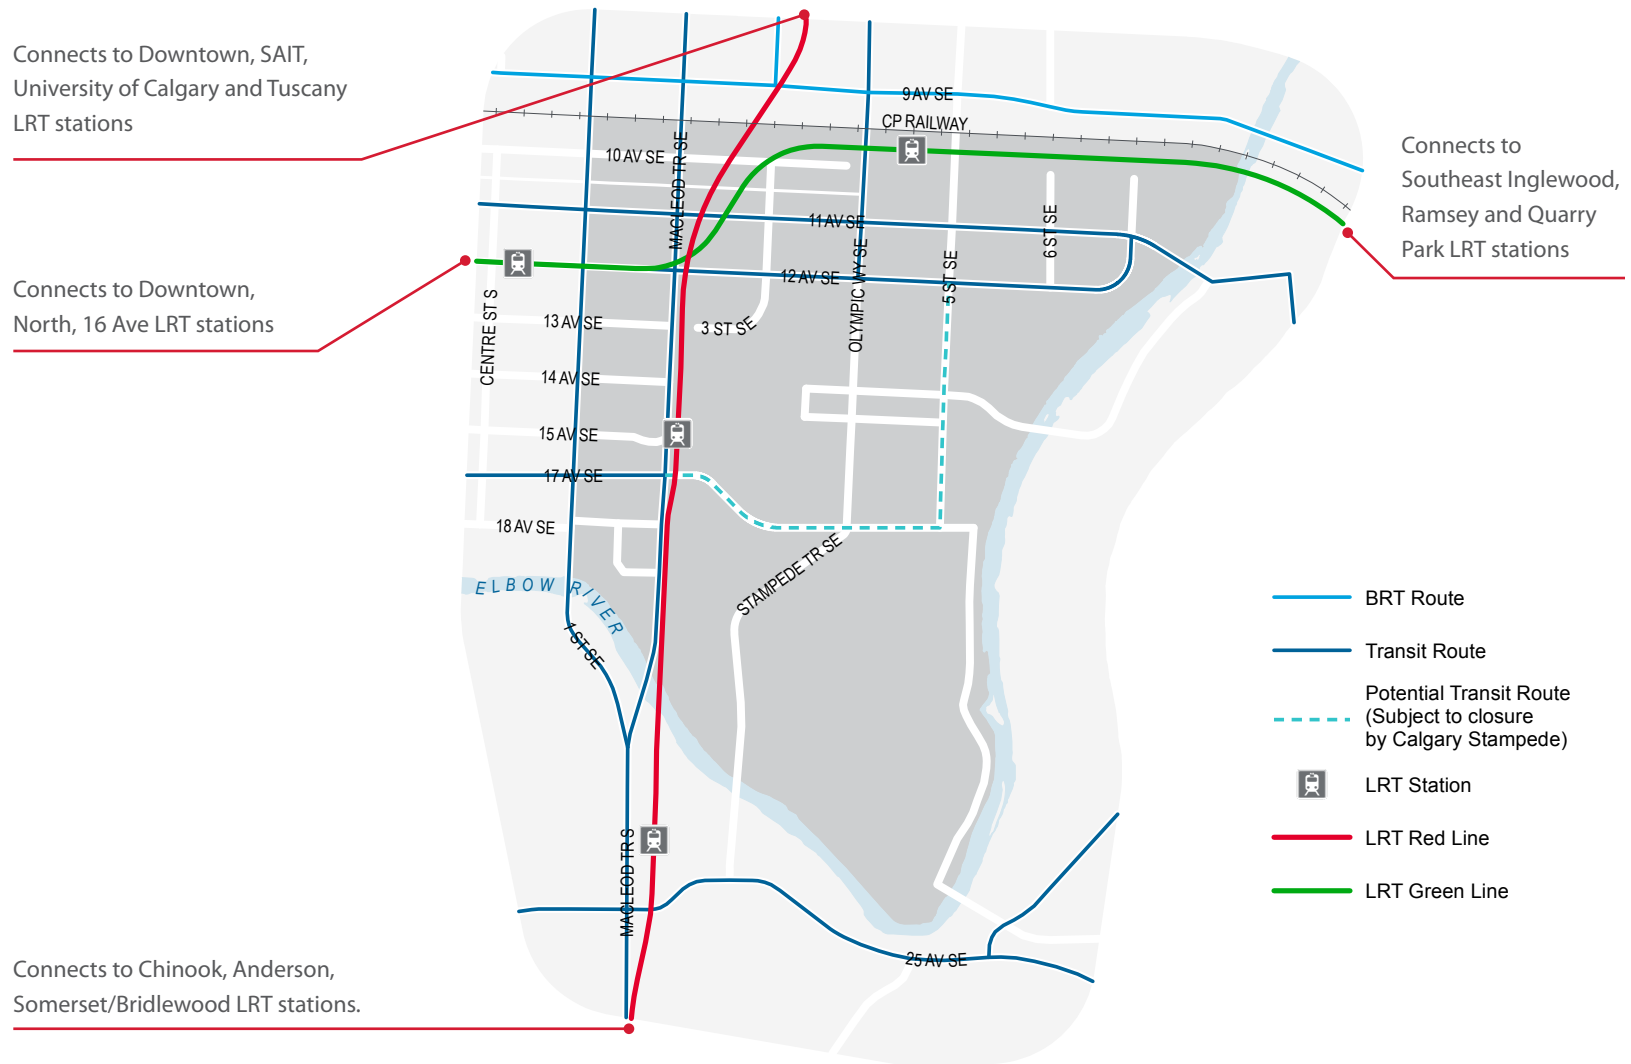 Connects to Downtown, SAIT,
University of Calgary and Tuscany
LRT stations
9 AV SE
CP RAILWAY
MACLEOD TR SE
10 AV SE
Connects to
Southeast Inglewood,
Ramsey and Quarry
Park LRT stations
11 AV SE
6 ST SE
OLYMPIC WY SE
5 ST SE
12 AV SE
Connects to Downtown,
North, 16 Ave LRT stations
CENTRE ST S
13 AV SE
3 ST SE
14 AV SE
15 AV SE
17 AV SE
18 AV SE
STAMPEDE TR SE
ELBOW RIVER
1 ST SE
MACLEOD TR S
25 AV SE
BRT Route
Transit Route
Potential Transit Route
(Subject to closure
by Calgary Stampede)
LRT Station
LRT Red Line
LRT Green Line
Connects to Chinook, Anderson,
Somerset/Bridlewood LRT stations.